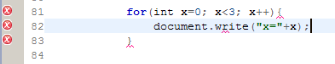 81 for(int x=0; x<3; x++){
82 document.write("x="+x);
83 }
84